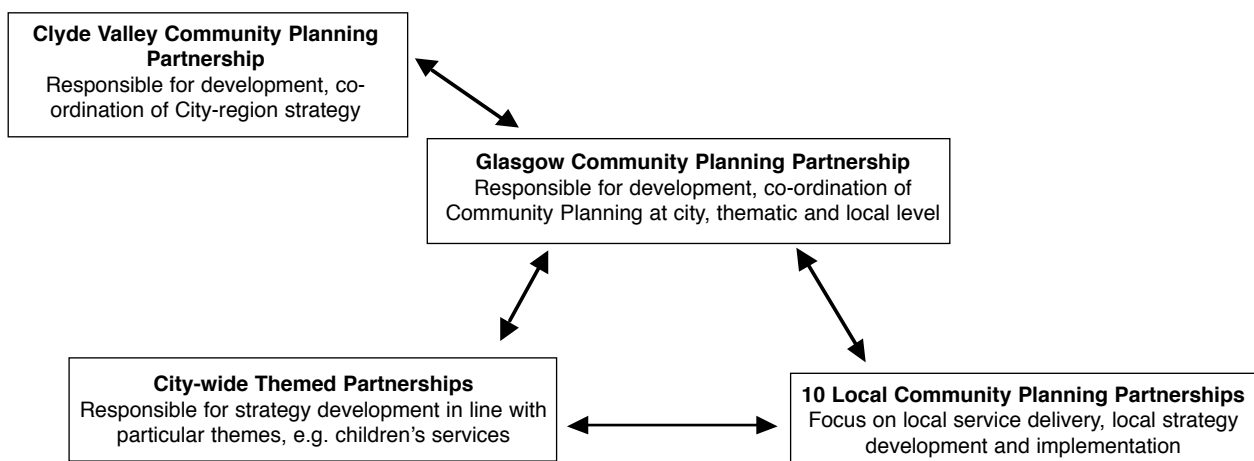 Clyde Valley Community Planning
Partnership
Responsible for development, co-
ordination of City-region strategy
Glasgow Community Planning Partnership
Responsible for development, co-ordination of
Community Planning at city, thematic and local level
City-wide Themed Partnerships
Responsible for strategy development in line with
particular themes, e.g. children’s services
10 Local Community Planning Partnerships
Focus on local service delivery, local strategy
development and implementation